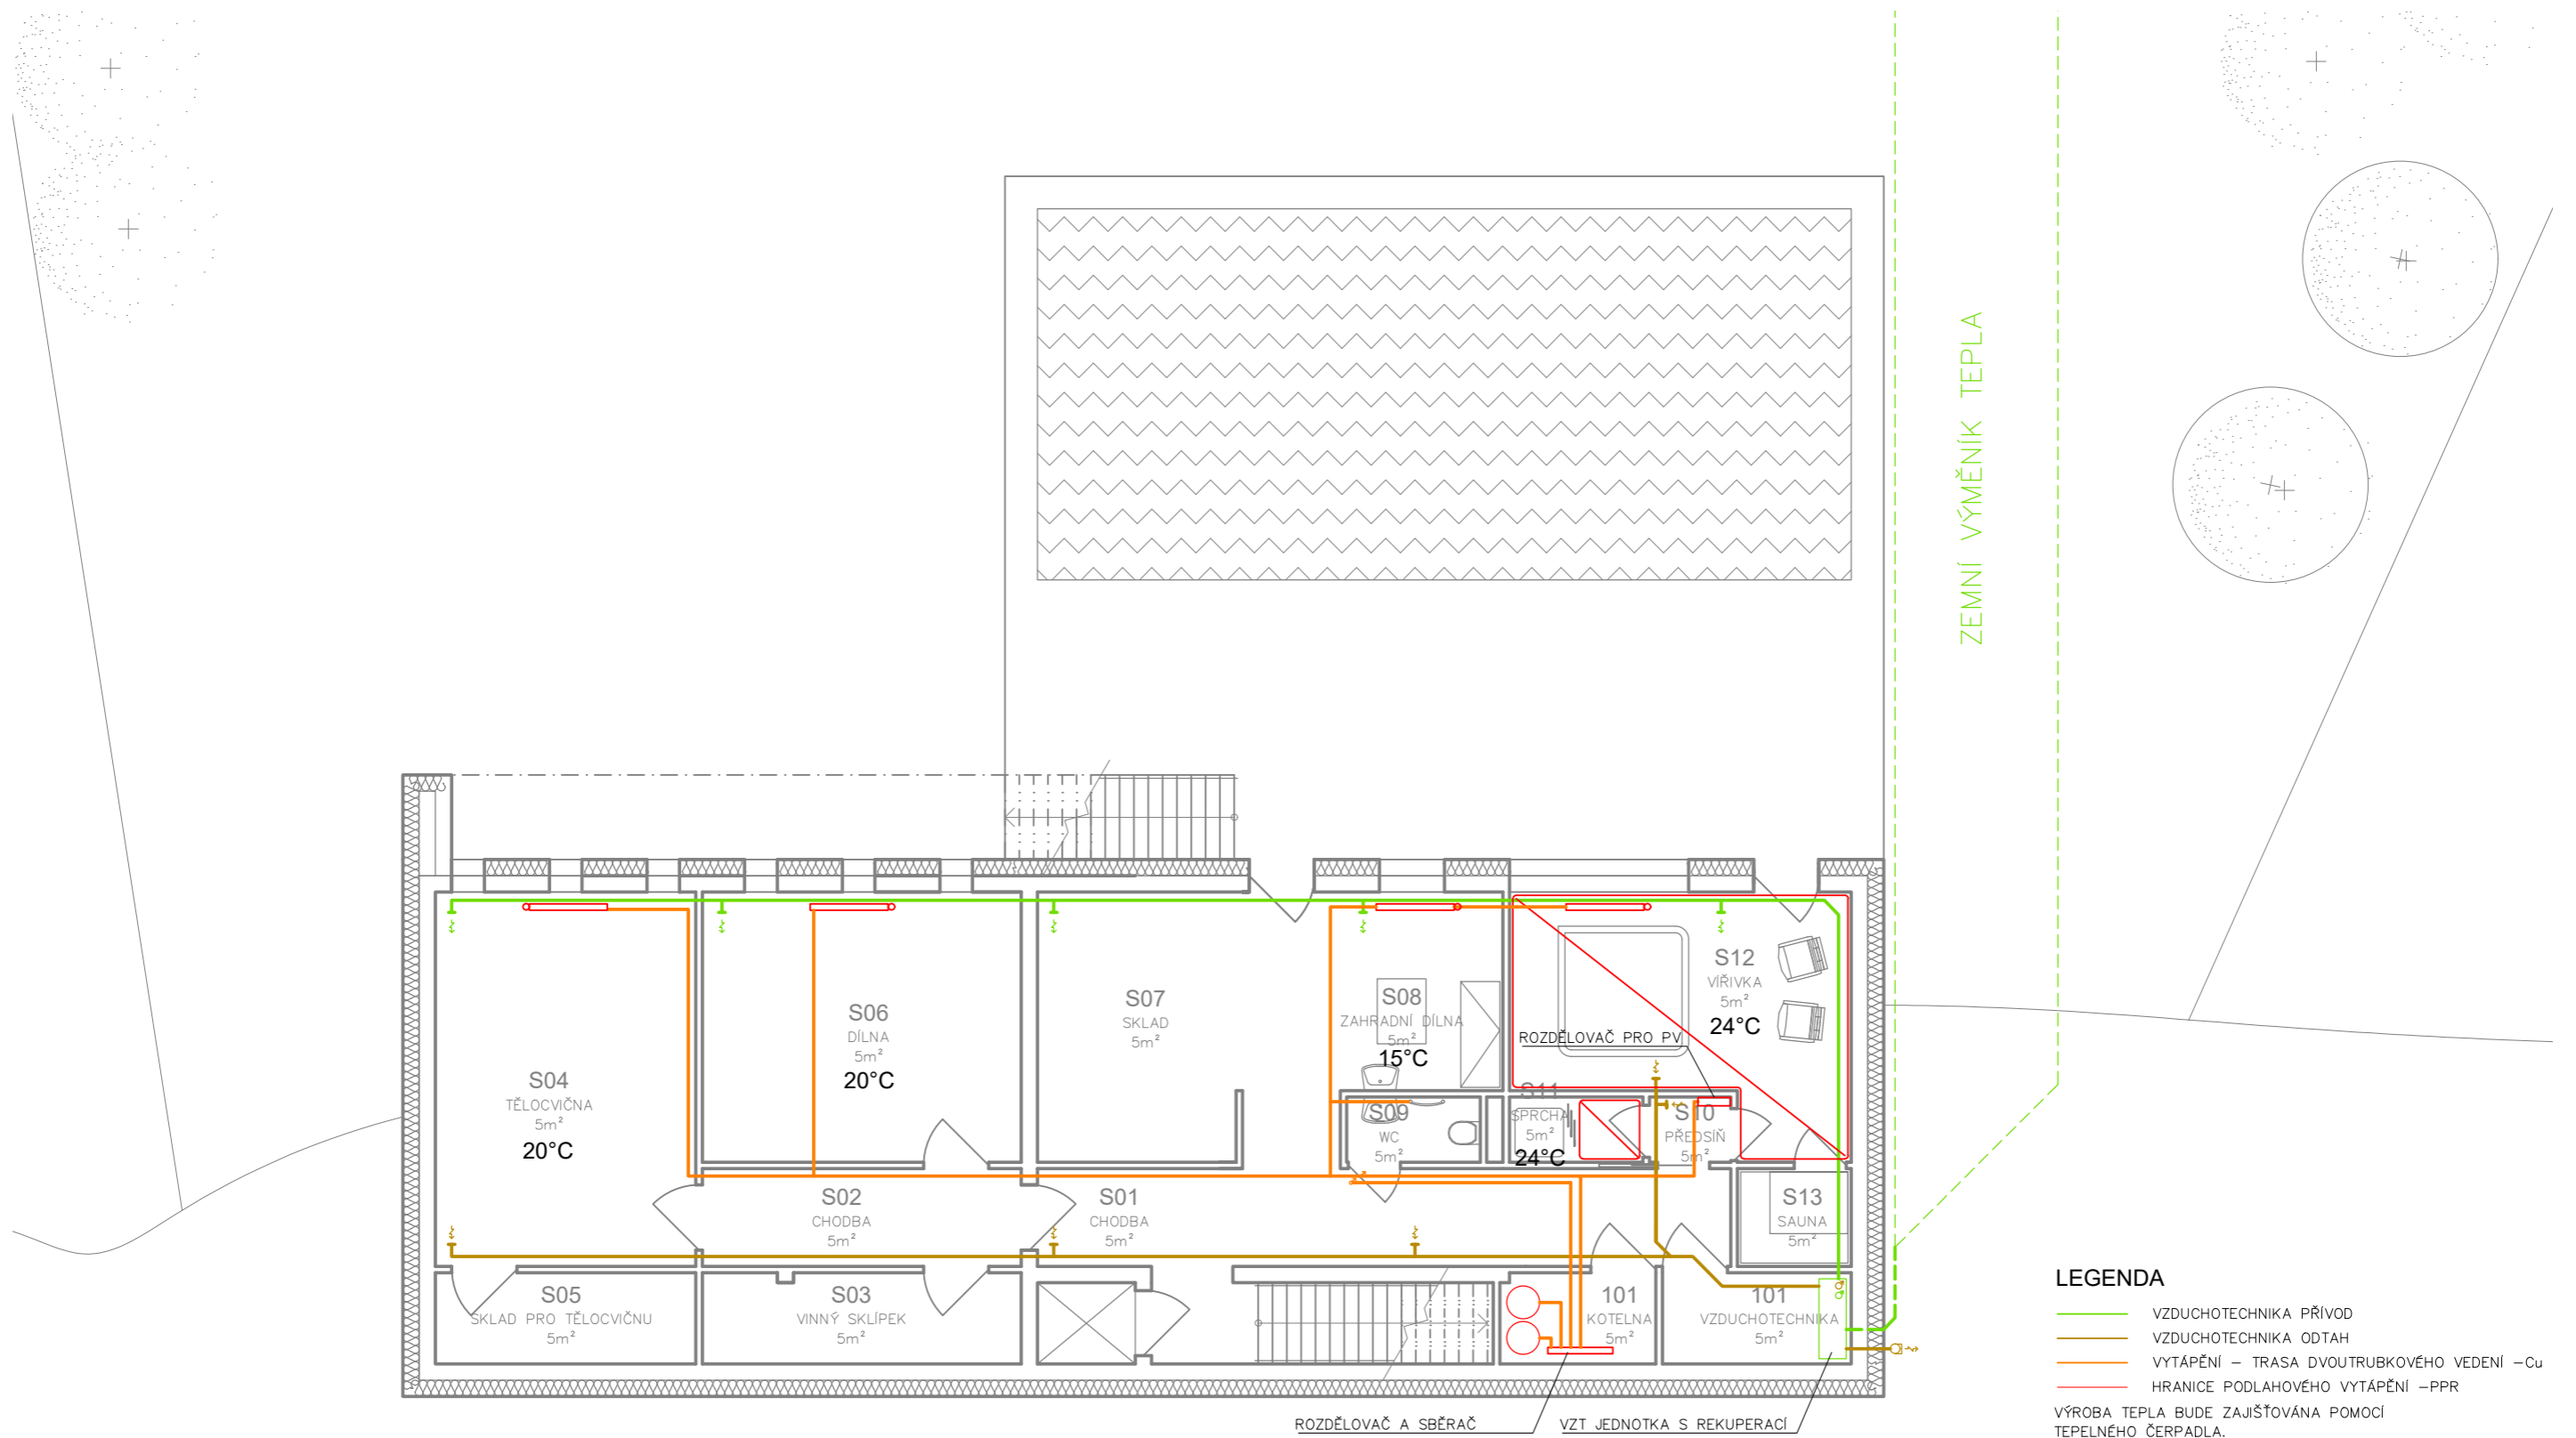 ZEMNÍ VÝMĚNÍK TEPLA
S04
TĚLOCVIČNA
5m²
20°C
S06
DÍLNA
5m²
20°C
S07
SKLAD
5m²
S08
ZAHRADNÍ DÍLNA
5m²
15°C
S12
VÍŘIVKA
5m²
24°C
ROZDĚLOVAČ PRO PV
S09
WC
5m²
S11
SPRCHA
5m²
24°C
S10
PŘEDSÍŇ
5m²
S02
CHODBA
5m²
S01
CHODBA
5m²
S13
SAUNA
5m²
S05
SKLAD PRO TĚLOCVIČNU
5m²
S03
VINNÝ SKLÍPEK
5m²
101
KOTELNA
5m²
101
VZDUCHOTECHNIKA
5m²
ROZDĚLOVAČ A SBĚRAČ
VZT JEDNOTKA S REKUPERACÍ
LEGENDA
VZDUCHOTECHNIKA PŘÍVOD
VZDUCHOTECHNIKA ODTAH
VYTÁPĚNÍ – TRASA DVOUTRUBKOVÉHO VEDENÍ –Cu
HRANICE PODLAHOVÉHO VYTÁPĚNÍ –PPR
VÝROBA TEPLA BUDE ZAJIŠŤOVÁNA POMOCÍ
TEPELNÉHO ČERPADLA.